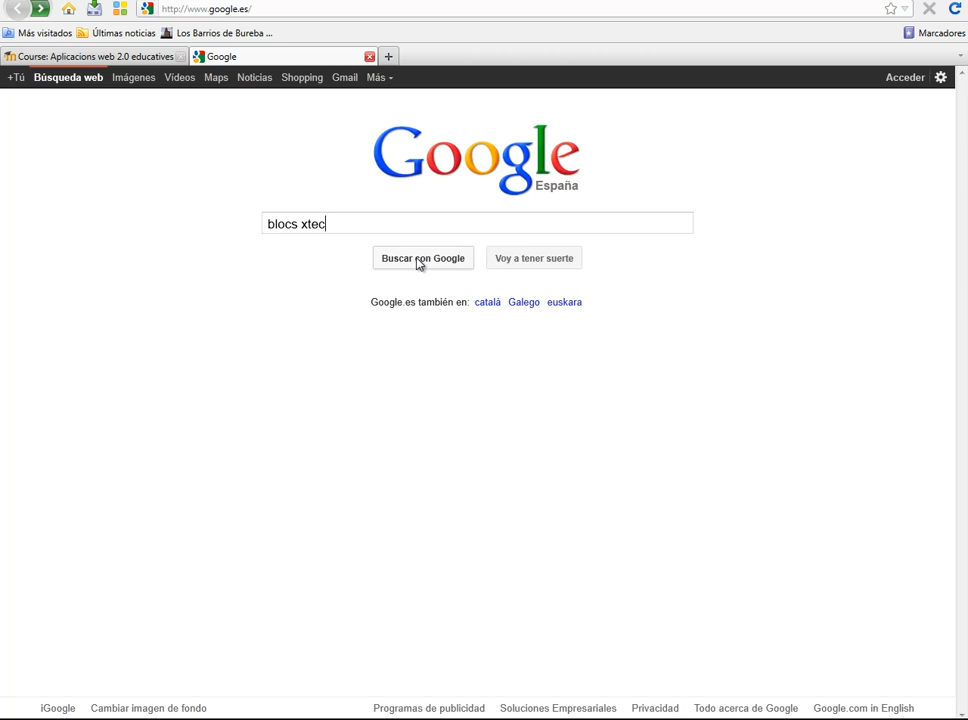 http://www.google.es/
Más visitados Últimas noticias Los Barrios de Bureba ... Marcadores
Course: Aplicacions web 2.0 educatives Google
+Tú Búsqueda web Imágenes Vídeos Maps Noticias Shopping Gmail Más Acceder
Google
España
blocs xtec
Buscar con Google Voy a tener suerte
Google.es también en: català Galego euskara
iGoogle Cambiar imagen de fondo Programas de publicidad Soluciones Empresariales Privacidad Todo acerca de Google Google.com in English